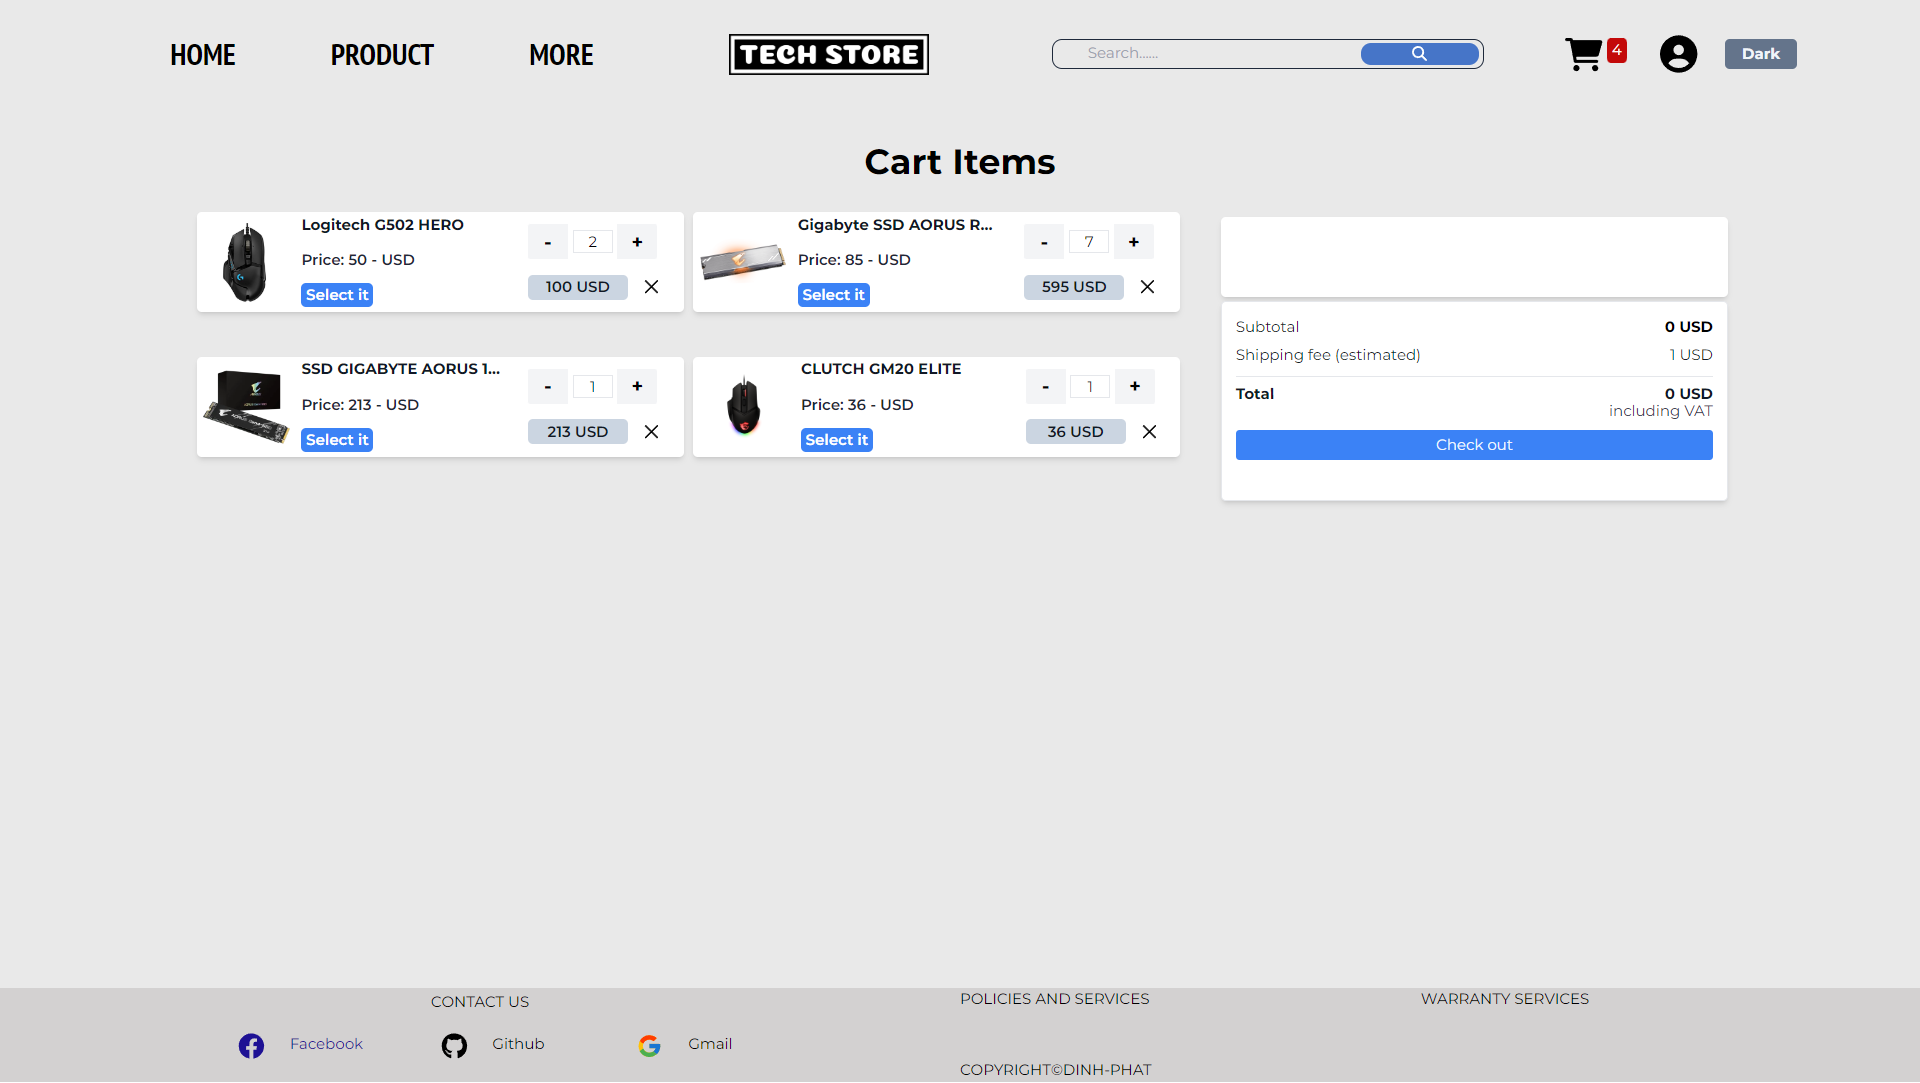 HOME
PRODUCT
MORE
TECH STORE
Search......
4
Dark
Cart Items
Logitech G502 HERO
Price: 50 - USD
Select it
- 2 +
100 USD
Gigabyte SSD AORUS R...
Price: 85 - USD
Select it
- 7 +
595 USD
SSD GIGABYTE AORUS 1...
Price: 213 - USD
Select it
- 1 +
213 USD
CLUTCH GM20 ELITE
Price: 36 - USD
Select it
- 1 +
36 USD
Subtotal 0 USD
Shipping fee (estimated) 1 USD
Total 0 USD
including VAT
Check out
CONTACT US
Facebook
Github
Gmail
POLICIES AND SERVICES
COPYRIGHT©DINH-PHAT
WARRANTY SERVICES